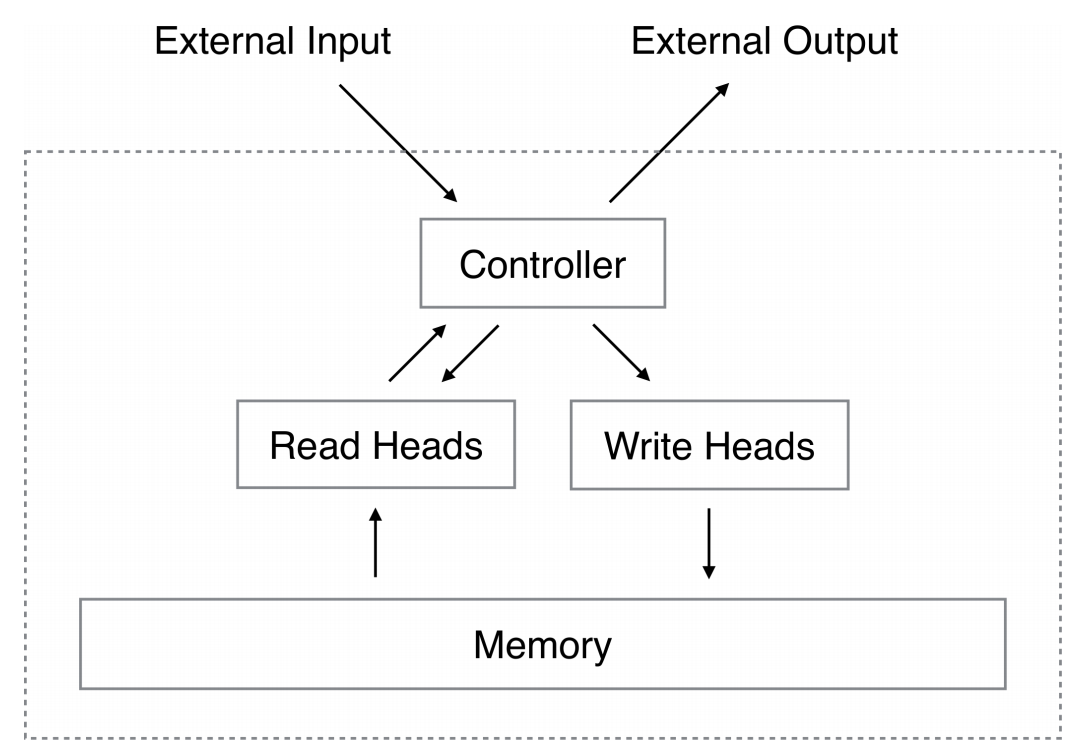 External Input
External Output
Controller
Read Heads
Write Heads
Memory